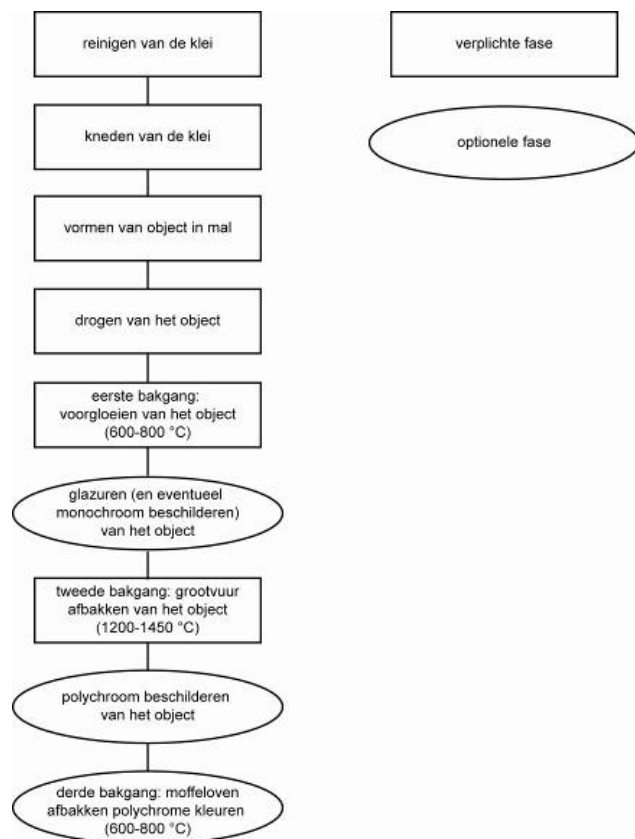 reinigen van de klei
verplichte fase
kneden van de klei
optionele fase
vormen van object in mal
drogen van het object
eerste bakgang:
voorgloeien van het object
(600-800 °C)
glazuren (en eventueel
monochroom beschilderen)
van het object
tweede bakgang: grootvuur
afbakken van het object
(1200-1450 °C)
polychroom beschilderen
van het object
derde bakgang: moffeloven
afbakken polychrome kleuren
(600-800 °C)